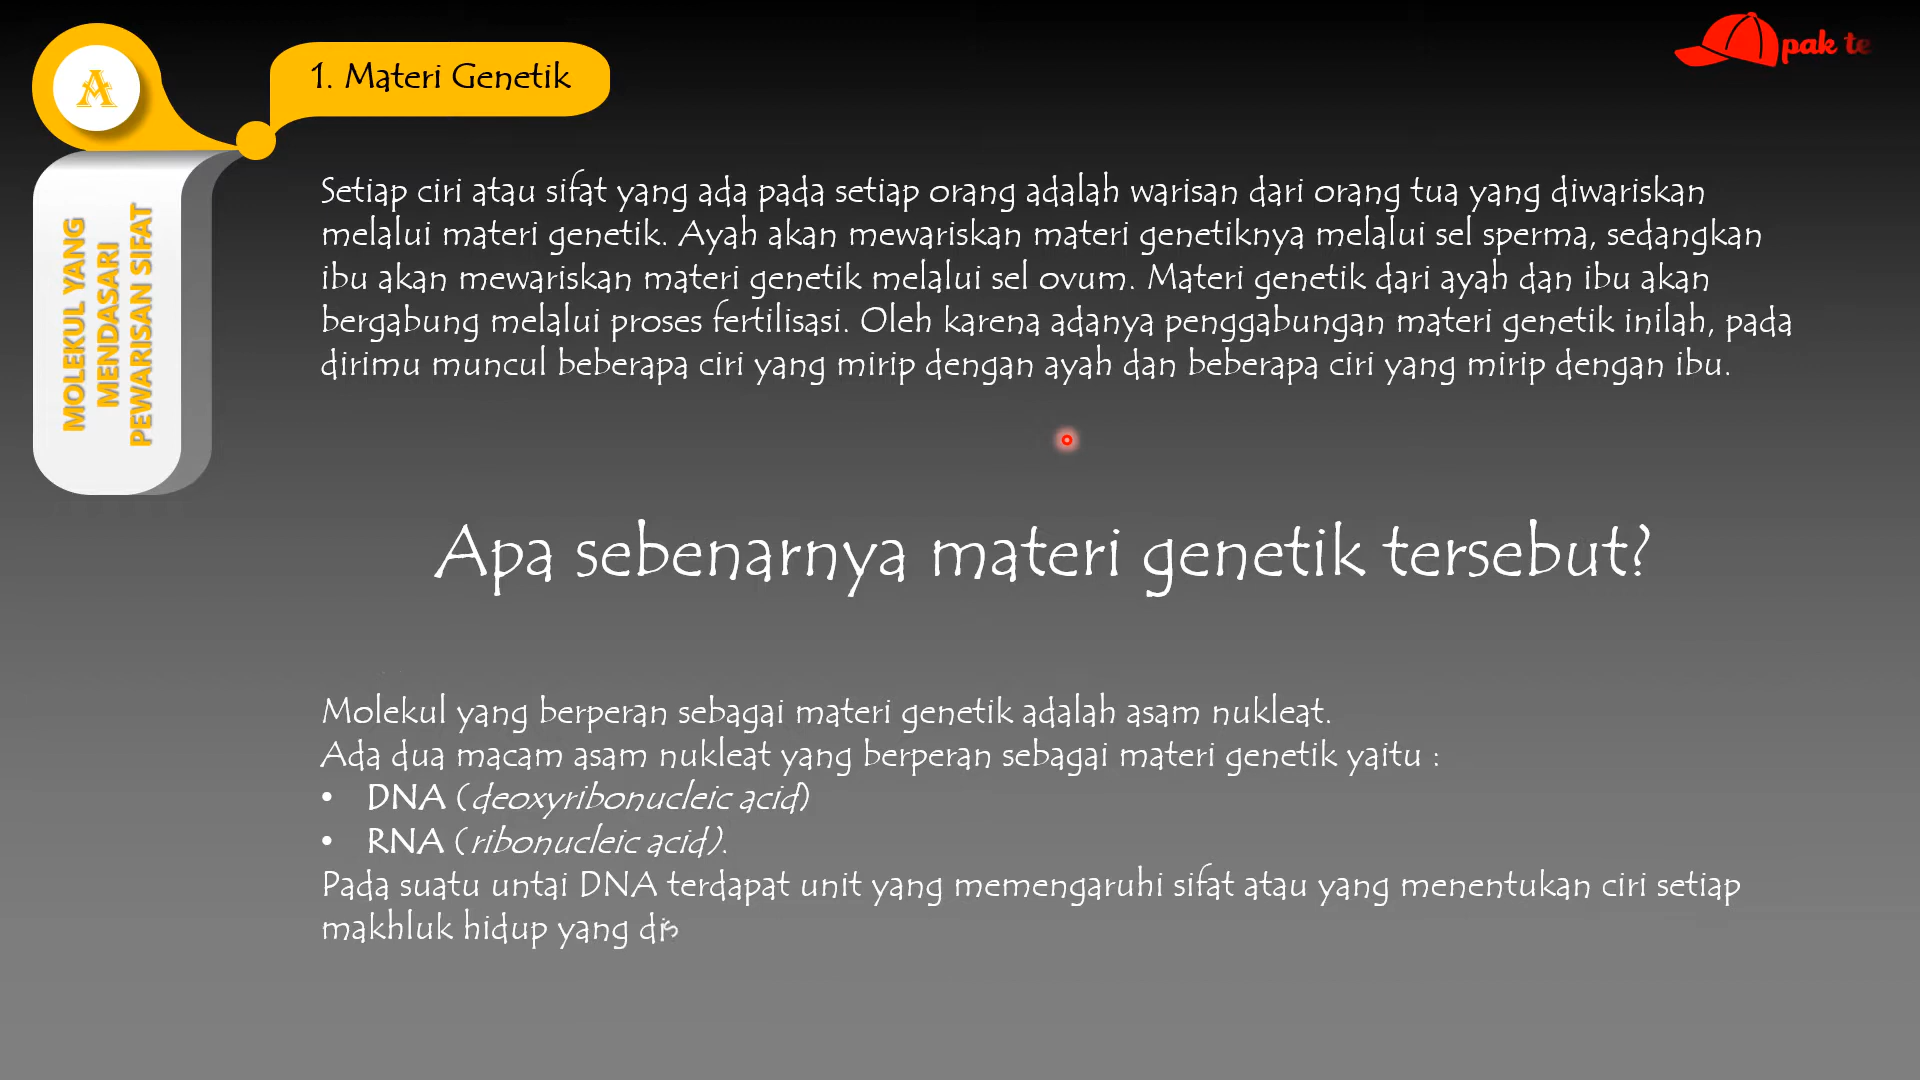 A
1. Materi Genetik
pak te
MOLEKUL YANG
MENDASARI
PEWARISAN SIFAT
Setiap ciri atau sifat yang ada pada setiap orang adalah warisan dari orang tua yang diwariskan
melalui materi genetik. Ayah akan mewariskan materi genetiknya melalui sel sperma, sedangkan
ibu akan mewariskan materi genetik melalui sel ovum. Materi genetik dari ayah dan ibu akan
bergabung melalui proses fertilisasi. Oleh karena adanya penggabungan materi genetik inilah, pada
dirimu muncul beberapa ciri yang mirip dengan ayah dan beberapa ciri yang mirip dengan ibu.
Apa sebenarnya materi genetik tersebut?
Molekul yang berperan sebagai materi genetik adalah asam nukleat.
Ada dua macam asam nukleat yang berperan sebagai materi genetik yaitu :
• DNA (deoxyribonucleic acid)
• RNA (ribonucleic acid).
Pada suatu untai DNA terdapat unit yang memengaruhi sifat atau yang menentukan ciri setiap
makhluk hidup yang dis